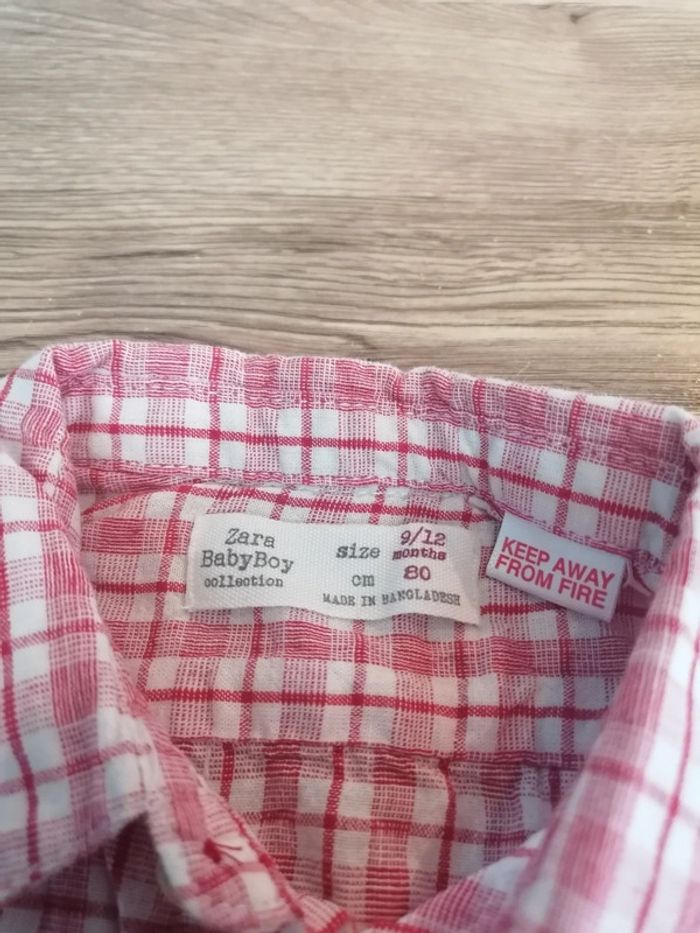 Zara
BabyBoy
collection
size 9/12
months
cm 80
MADE IN BANGLADESH
KEEP AWAY
FROM FIRE